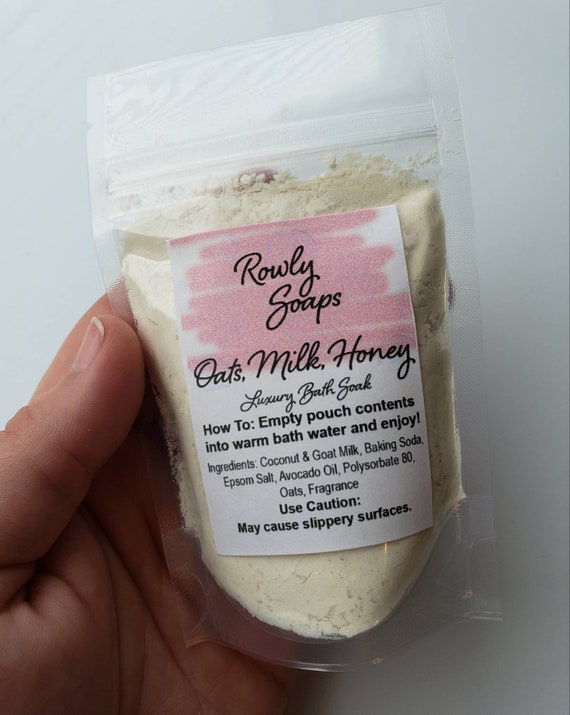 Rowly
Soaps
Oats, Milk, Honey
Luxury Bath Soak
How To: Empty pouch contents
into warm bath water and enjoy!
Ingredients: Coconut & Goat Milk, Baking Soda,
Epsom Salt, Avocado Oil, Polysorbate 80,
Oats, Fragrance
Use Caution:
May cause slippery surfaces.